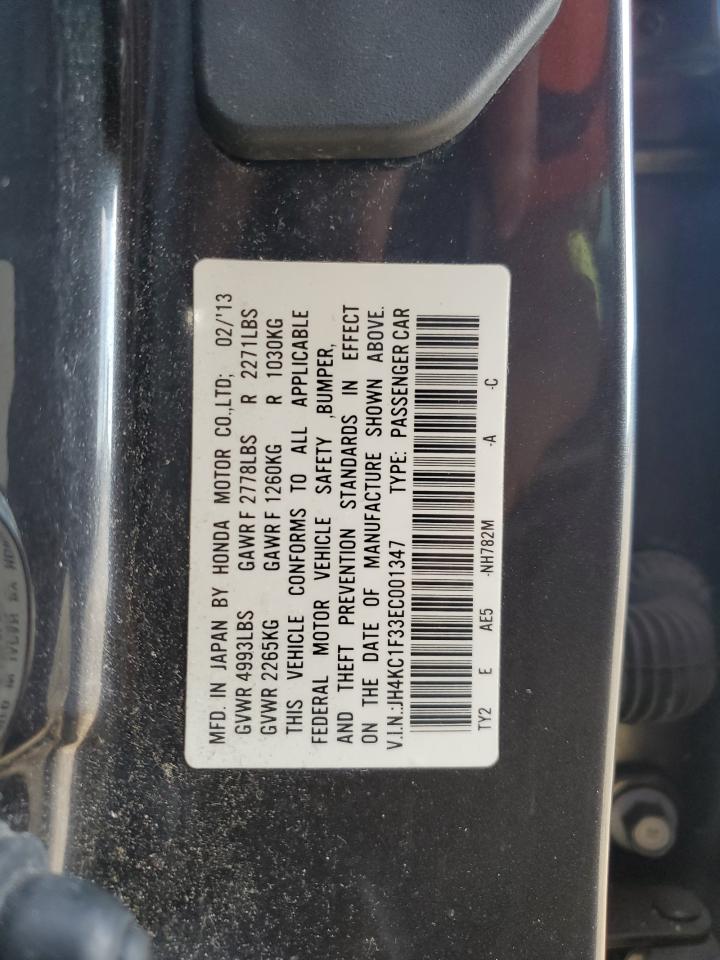 MFD. IN JAPAN BY HONDA MOTOR CO.,LTD; 02/'13
GVWR 4993LBS GAWR F 2778LBS R 2271LBS
GVWR 2265KG GAWR F 1260KG R 1030KG
THIS VEHICLE CONFORMS TO ALL APPLICABLE
FEDERAL MOTOR VEHICLE SAFETY ,BUMPER,
AND THEFT PREVENTION STANDARDS IN EFFECT
ON THE DATE OF MANUFACTURE SHOWN ABOVE.
V.I.N.:JH4KC1F33EC001347 TYPE: PASSENGER CAR
TY2 E AE5 -NH782M -A -C